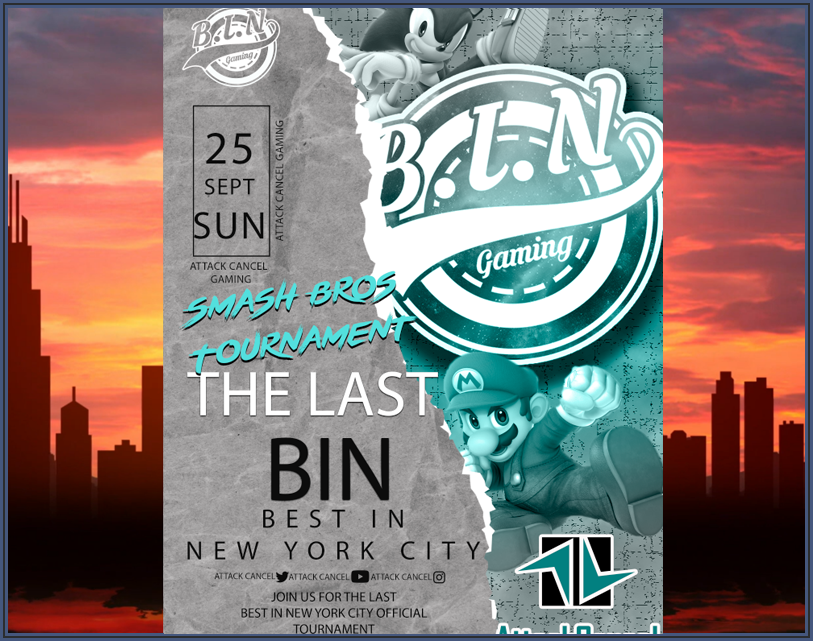 B.I.N
Gaming
25
SEPT
SUN
ATTACK CANCEL GAMING
ATTACK CANCEL
GAMING
B.I.N
Gaming
SMASH BROS
TOURNAMENT
THE LAST
BIN
BEST IN
NEW YORK CITY
M
ATTACK CANCEL ATTACK CANCEL ATTACK CANCEL
JOIN US FOR THE LAST
BEST IN NEW YORK CITY OFFICIAL
TOURNAMENT